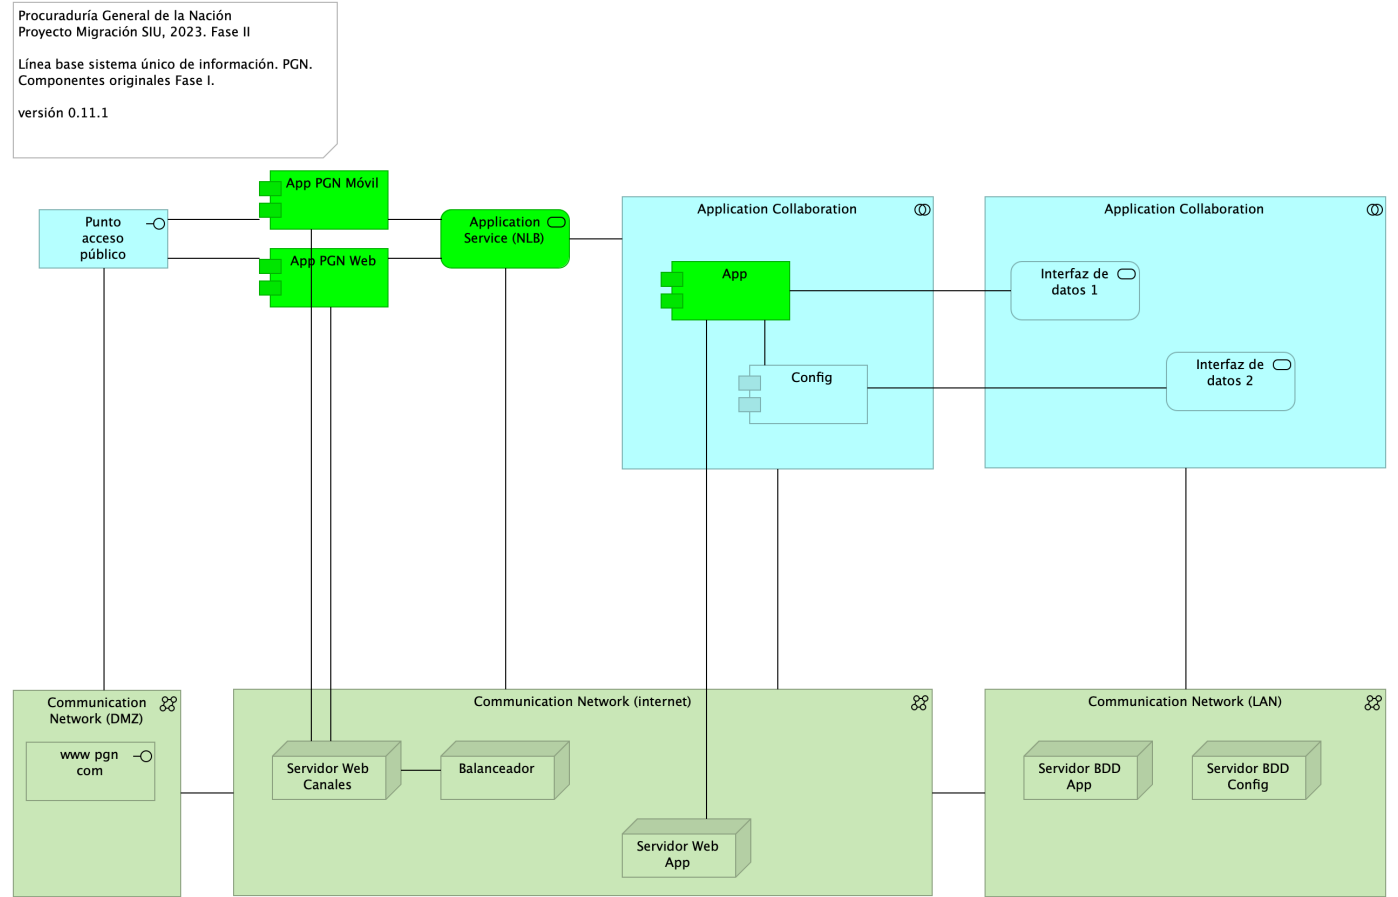 Procuraduría General de la Nación
Proyecto Migración SIU, 2023. Fase II
Línea base sistema único de información. PGN.
Componentes originales Fase I.
versión 0.11.1
App PGN Móvil
Punto
acceso
público
App PGN Web
Application
Service (NLB)
Application Collaboration
App
Config
Application Collaboration
Interfaz de
datos 1
Interfaz de
datos 2
Communication
Network (DMZ)
www pgn
com
Communication Network (internet)
Servidor Web
Canales
Balanceador
Servidor Web
App
Communication Network (LAN)
Servidor BDD
App
Servidor BDD
Config